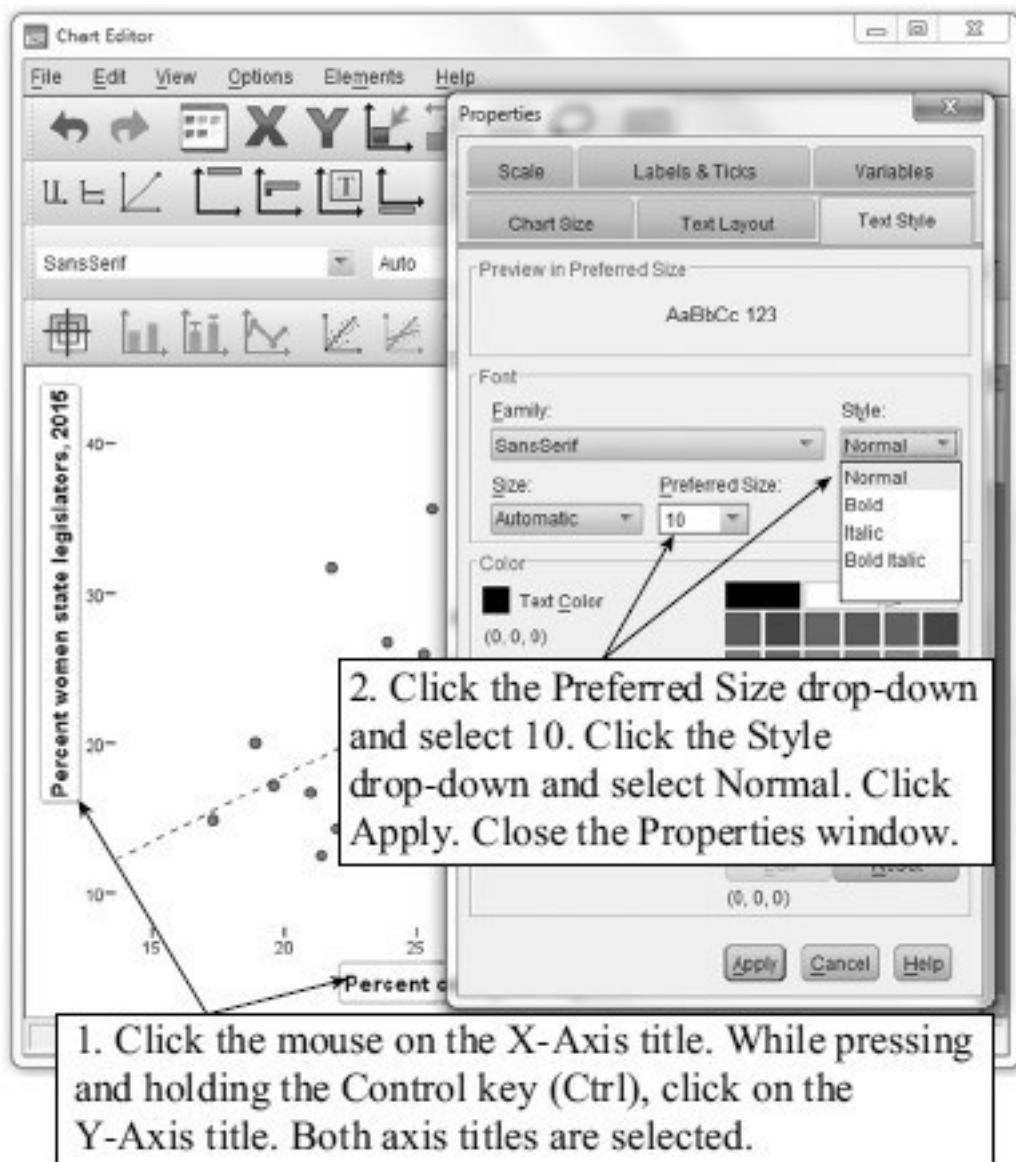 Chart Editor
File Edit View Options Elements Help
SansSerif Auto
Percent women state legislators, 2015
40
30
20
10
15 20 25
Percent
Properties
Scale Labels & Ticks Variables
Chart Size Text Layout Text Style
Preview in Preferred Size
AaBbCc 123
Font
Family: Style:
SansSerif Normal
Normal
Bold
Italic
Bold Italic
Size: Preferred Size:
Automatic 10
Color
Text Color
(0, 0, 0)
2. Click the Preferred Size drop-down
and select 10. Click the Style
drop-down and select Normal. Click
Apply. Close the Properties window.
(0, 0, 0)
Apply Cancel Help
1. Click the mouse on the X-Axis title. While pressing
and holding the Control key (Ctrl), click on the
Y-Axis title. Both axis titles are selected.